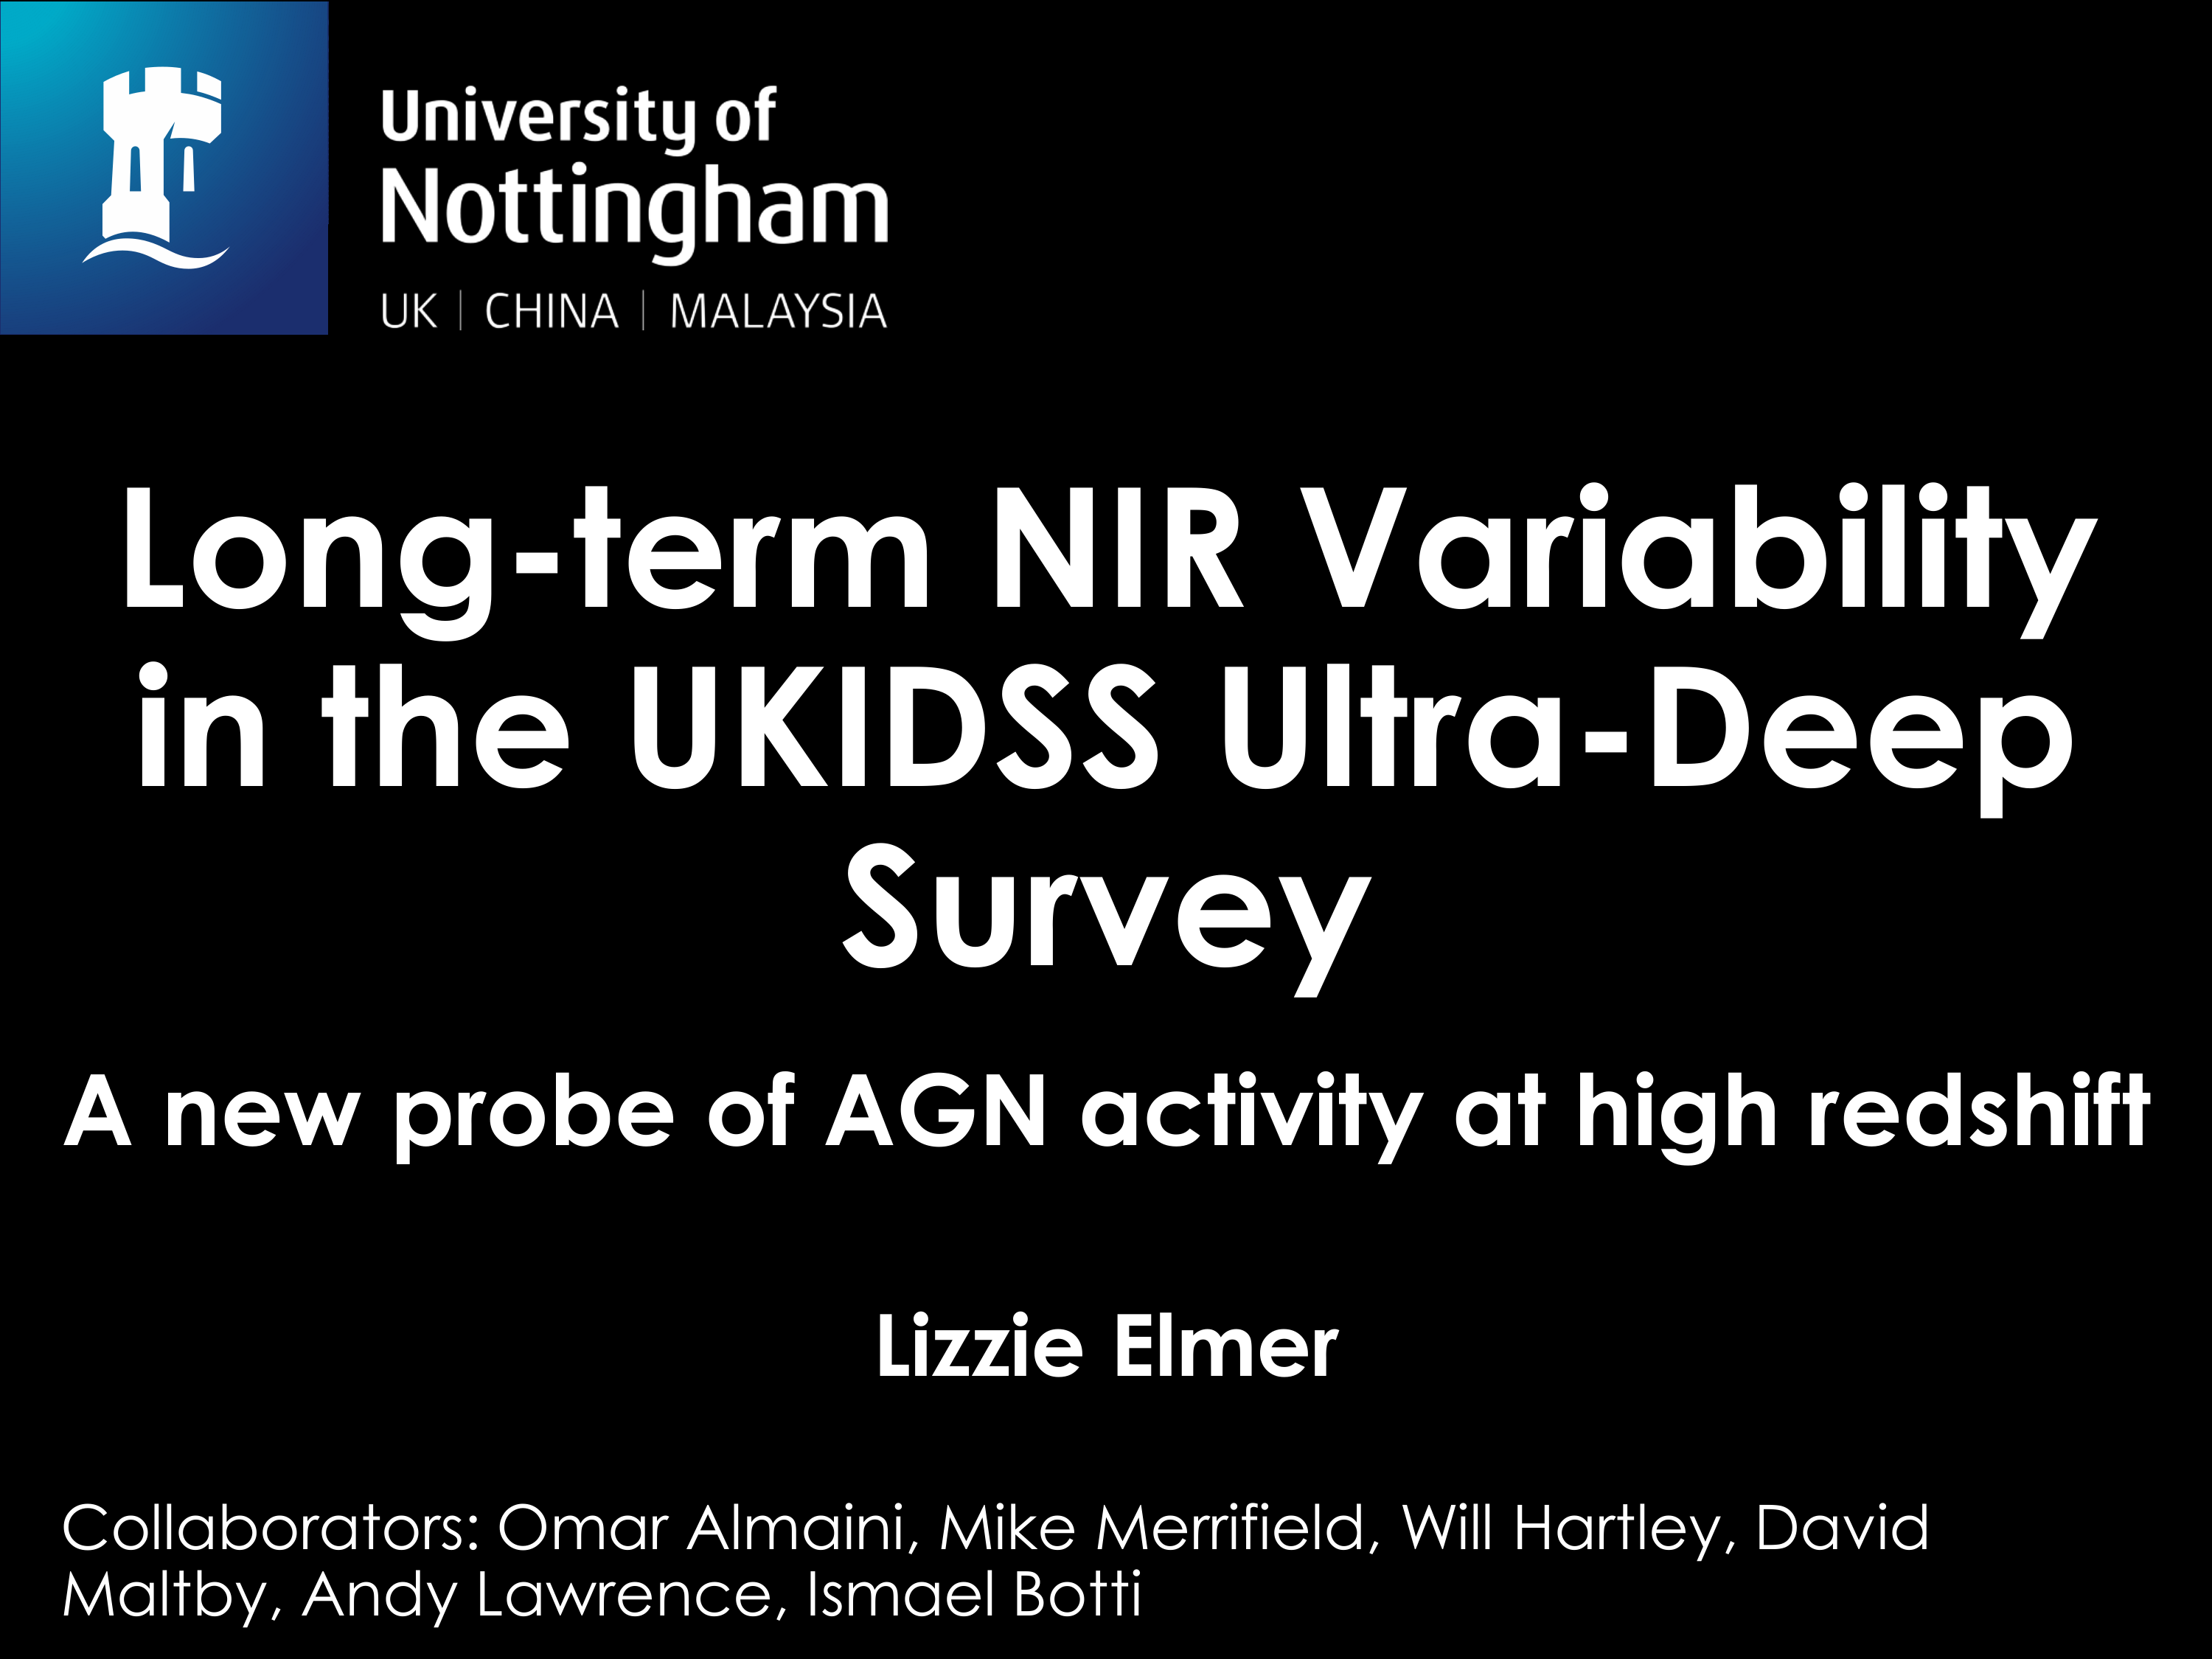 University of
Nottingham
UK | CHINA | MALAYSIA
Long-term NIR Variability
in the UKIDSS Ultra-Deep
Survey
A new probe of AGN activity at high redshift
Lizzie Elmer
Collaborators: Omar Almaini, Mike Merrifield, Will Hartley, David
Maltby, Andy Lawrence, Ismael Botti